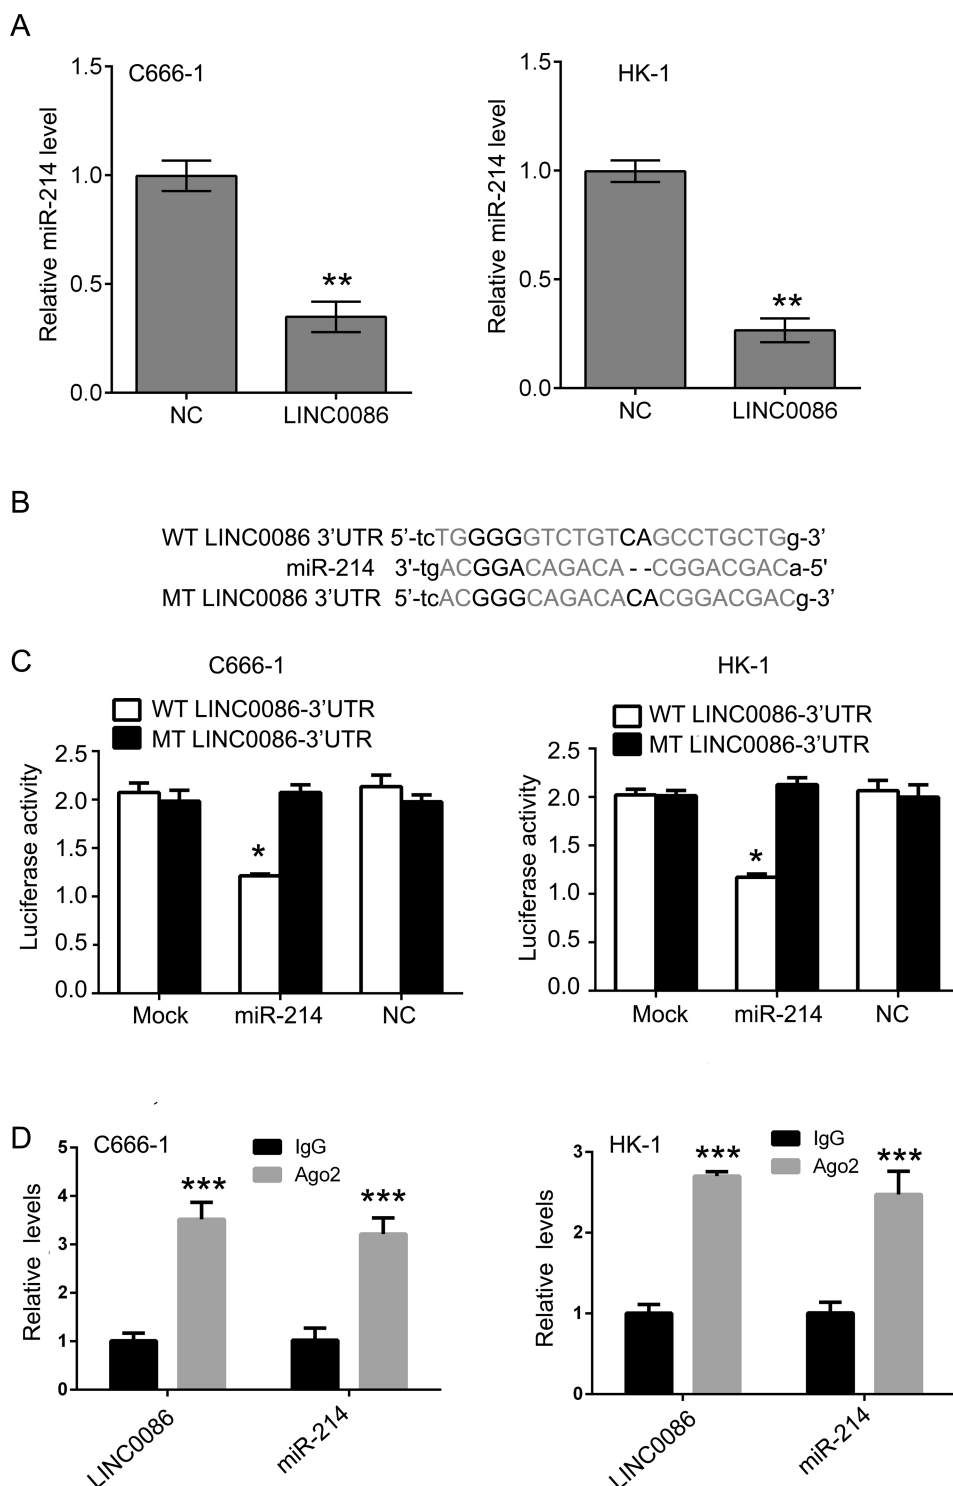 A
C666-1
Relative miR-214 level
1.5
1.0
0.5
0.0
**
NC
LINC0086
HK-1
Relative miR-214 level
1.5
1.0
0.5
0.0
**
NC
LINC0086
B
WT LINC0086 3’UTR 5’-tcTGGGGGTCTGTCAGCCTGCTGg-3’
miR-214 3'-tgACGGACAGACA--CGGACGACa-5'
MT LINC0086 3’UTR 5’-tcACGGGCAGACACACGGACGACg-3’
C
C666-1
WT LINC0086-3’UTR
MT LINC0086-3’UTR
Luciferase activity
2.5
2.0
1.5
1.0
0.5
0.0
*
Mock
miR-214
NC
HK-1
WT LINC0086-3’UTR
MT LINC0086-3’UTR
Luciferase activity
2.5
2.0
1.5
1.0
0.5
0.0
*
Mock
miR-214
NC
D
C666-1
IgG
Ago2
Relative levels
5
4
3
2
1
0
***
***
LINC0086
miR-214
HK-1
IgG
Ago2
Relative levels
3
2
1
0
***
***
LINC0086
miR-214